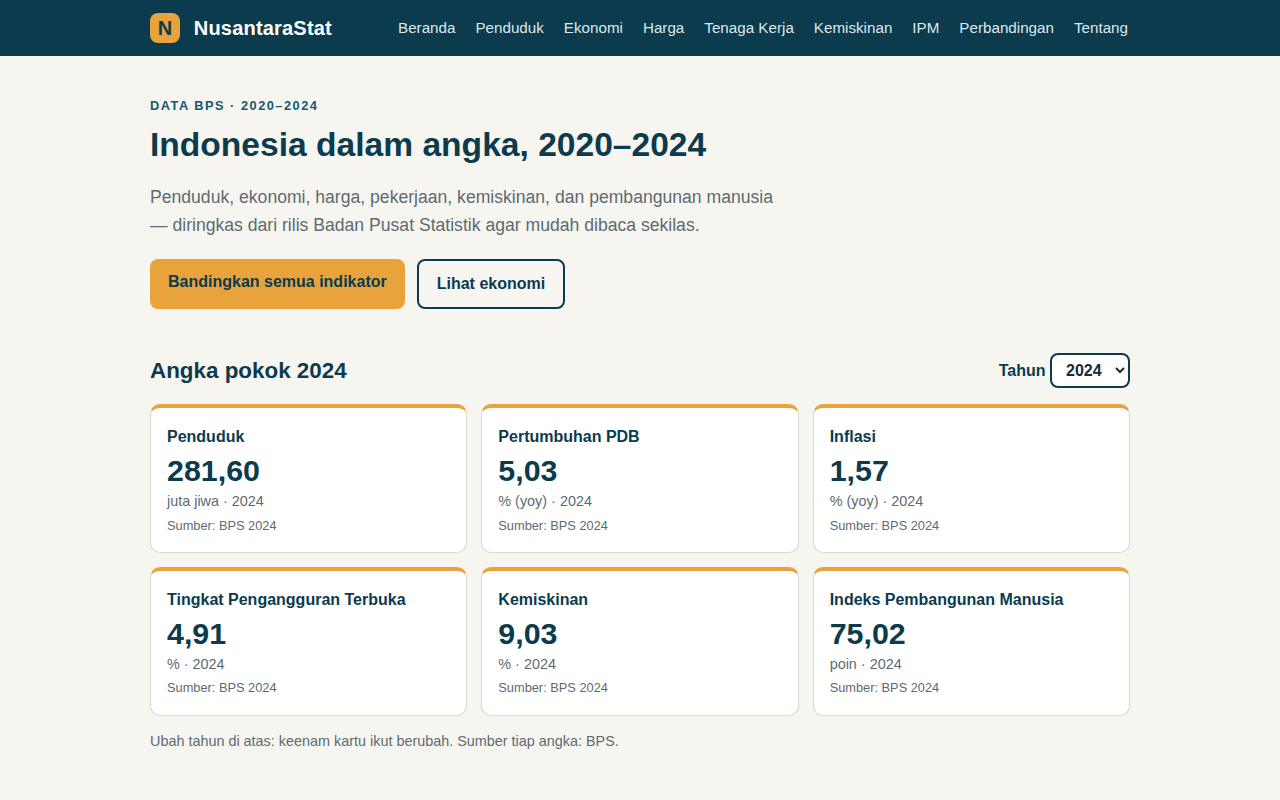 N NusantaraStat Beranda Penduduk Ekonomi Harga Tenaga Kerja Kemiskinan IPM Perbandingan Tentang
DATA BPS · 2020–2024
Indonesia dalam angka, 2020–2024
Penduduk, ekonomi, harga, pekerjaan, kemiskinan, dan pembangunan manusia
— diringkas dari rilis Badan Pusat Statistik agar mudah dibaca sekilas.
Bandingkan semua indikator Lihat ekonomi
Angka pokok 2024 Tahun 2024
Penduduk
281,60
juta jiwa · 2024
Sumber: BPS 2024
Pertumbuhan PDB
5,03
% (yoy) · 2024
Sumber: BPS 2024
Inflasi
1,57
% (yoy) · 2024
Sumber: BPS 2024
Tingkat Pengangguran Terbuka
4,91
% · 2024
Sumber: BPS 2024
Kemiskinan
9,03
% · 2024
Sumber: BPS 2024
Indeks Pembangunan Manusia
75,02
poin · 2024
Sumber: BPS 2024
Ubah tahun di atas: keenam kartu ikut berubah. Sumber tiap angka: BPS.